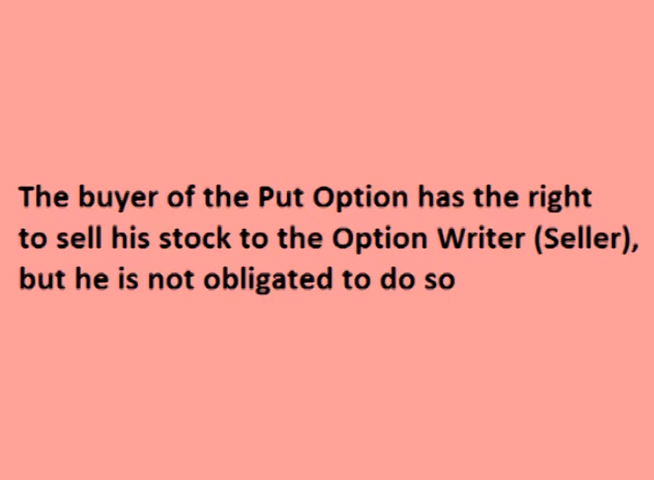 The buyer of the Put Option has the right
to sell his stock to the Option Writer (Seller),
but he is not obligated to do so